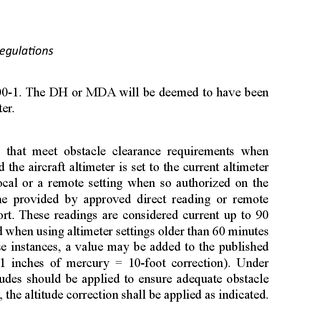 egulations
00-1. The DH or MDA will be deemed to have been
ter.
that meet obstacle clearance requirements when
d the aircraft altimeter is set to the current altimeter
ocal or a remote setting when so authorized on the
e provided by approved direct reading or remote
ort. These readings are considered current up to 90
d when using altimeter settings older than 60 minutes
e instances, a value may be added to the published
1 inches of mercury = 10-foot correction). Under
udes should be applied to ensure adequate obstacle
, the altitude correction shall be applied as indicated.